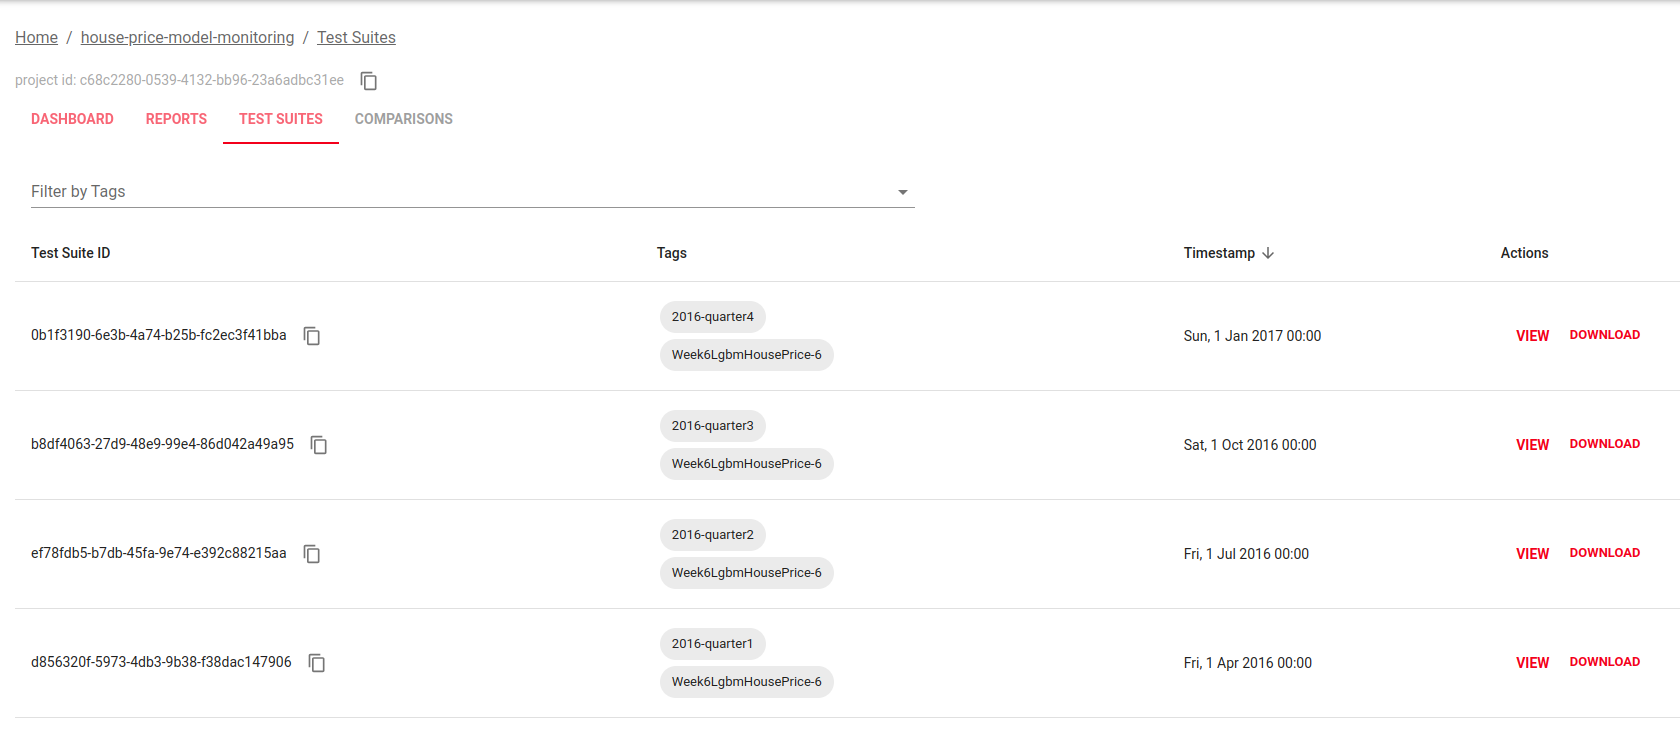 Home / house-price-model-monitoring / Test Suites
project id: c68c2280-0539-4132-bb96-23a6adbc31ee
DASHBOARD REPORTS TEST SUITES COMPARISONS
Filter by Tags
Test Suite ID Tags Timestamp Actions
2016-quarter4
0b1f3190-6e3b-4a74-b25b-fc2ec3f41bba Sun, 1 Jan 2017 00:00 VIEW DOWNLOAD
Week6LgbmHousePrice-6
2016-quarter3
b8df4063-27d9-48e9-99e4-86d042a49a95 Sat, 1 Oct 2016 00:00 VIEW DOWNLOAD
Week6LgbmHousePrice-6
2016-quarter2
ef78fdb5-b7db-45fa-9e74-e392c88215aa Fri, 1 Jul 2016 00:00 VIEW DOWNLOAD
Week6LgbmHousePrice-6
2016-quarter1
d856320f-5973-4db3-9b38-f38dac147906 Fri, 1 Apr 2016 00:00 VIEW DOWNLOAD
Week6LgbmHousePrice-6